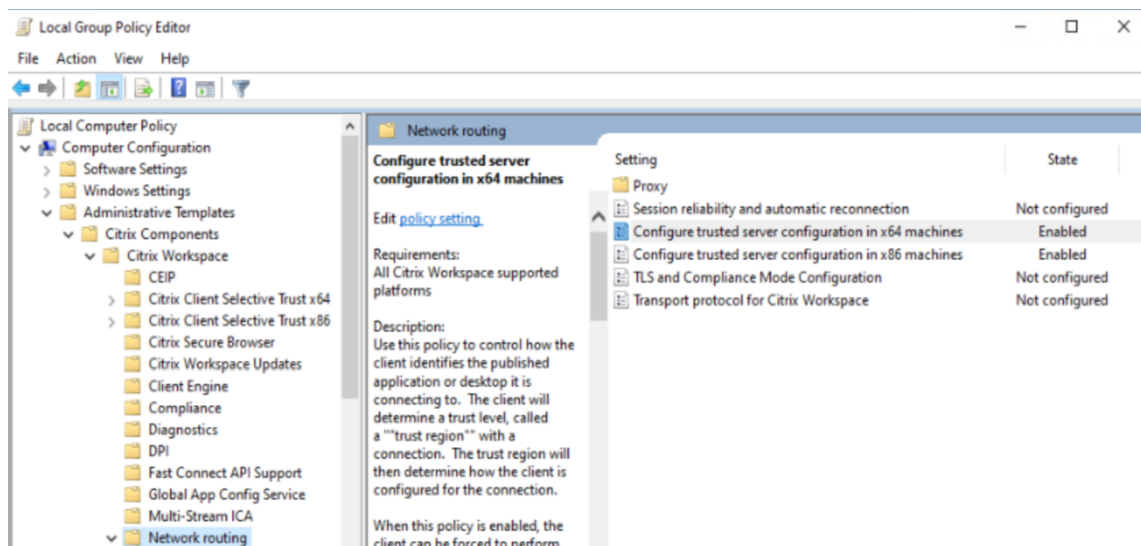 Local Group Policy Editor
File Action View Help
Local Computer Policy
Computer Configuration
Software Settings
Windows Settings
Administrative Templates
Citrix Components
Citrix Workspace
CEIP
Citrix Client Selective Trust x64
Citrix Client Selective Trust x86
Citrix Secure Browser
Citrix Workspace Updates
Client Engine
Compliance
Diagnostics
DPI
Fast Connect API Support
Global App Config Service
Multi-Stream ICA
Network routing
Network routing
Configure trusted server
configuration in x64 machines
Edit policy setting
Requirements:
All Citrix Workspace supported
platforms
Description:
Use this policy to control how the
client identifies the published
application or desktop it is
connecting to. The client will
determine a trust level, called
a ""trust region"" with a
connection. The trust region will
then determine how the client is
configured for the connection.
When this policy is enabled, the
client can be forced to perform
Setting State
Proxy
Session reliability and automatic reconnection Not configured
Configure trusted server configuration in x64 machines Enabled
Configure trusted server configuration in x86 machines Enabled
TLS and Compliance Mode Configuration Not configured
Transport protocol for Citrix Workspace Not configured